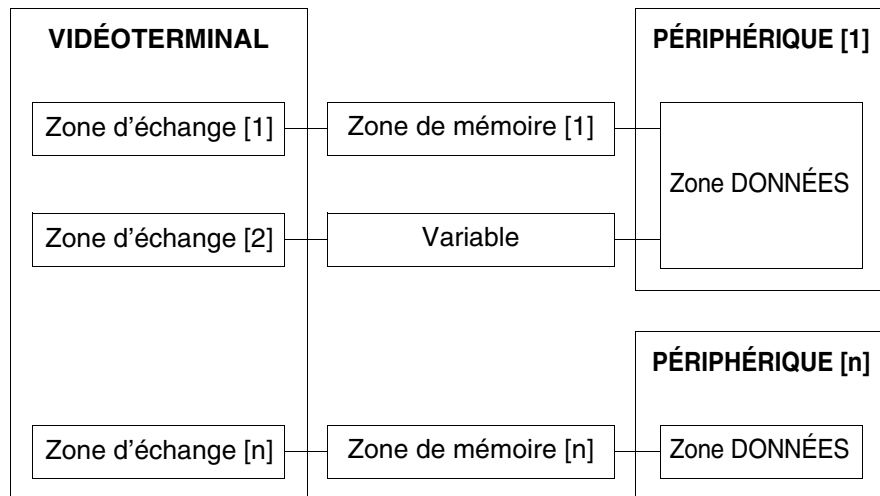 VIDÉOTERMINAL
PÉRIPHÉRIQUE [1]
Zone d'échange [1]
Zone de mémoire [1]
Zone DONNÉES
Zone d'échange [2]
Variable
PÉRIPHÉRIQUE [n]
Zone d'échange [n]
Zone de mémoire [n]
Zone DONNÉES